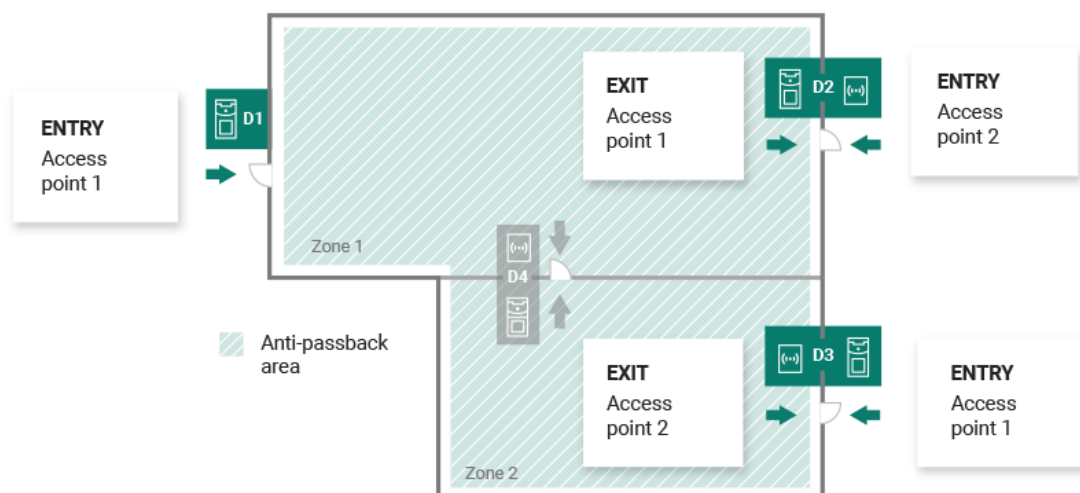 ENTRY
Access
point 1
D1
EXIT
Access
point 1
D2
ENTRY
Access
point 2
Zone 1
D4
Anti-passback
area
EXIT
Access
point 2
D3
ENTRY
Access
point 1
Zone 2